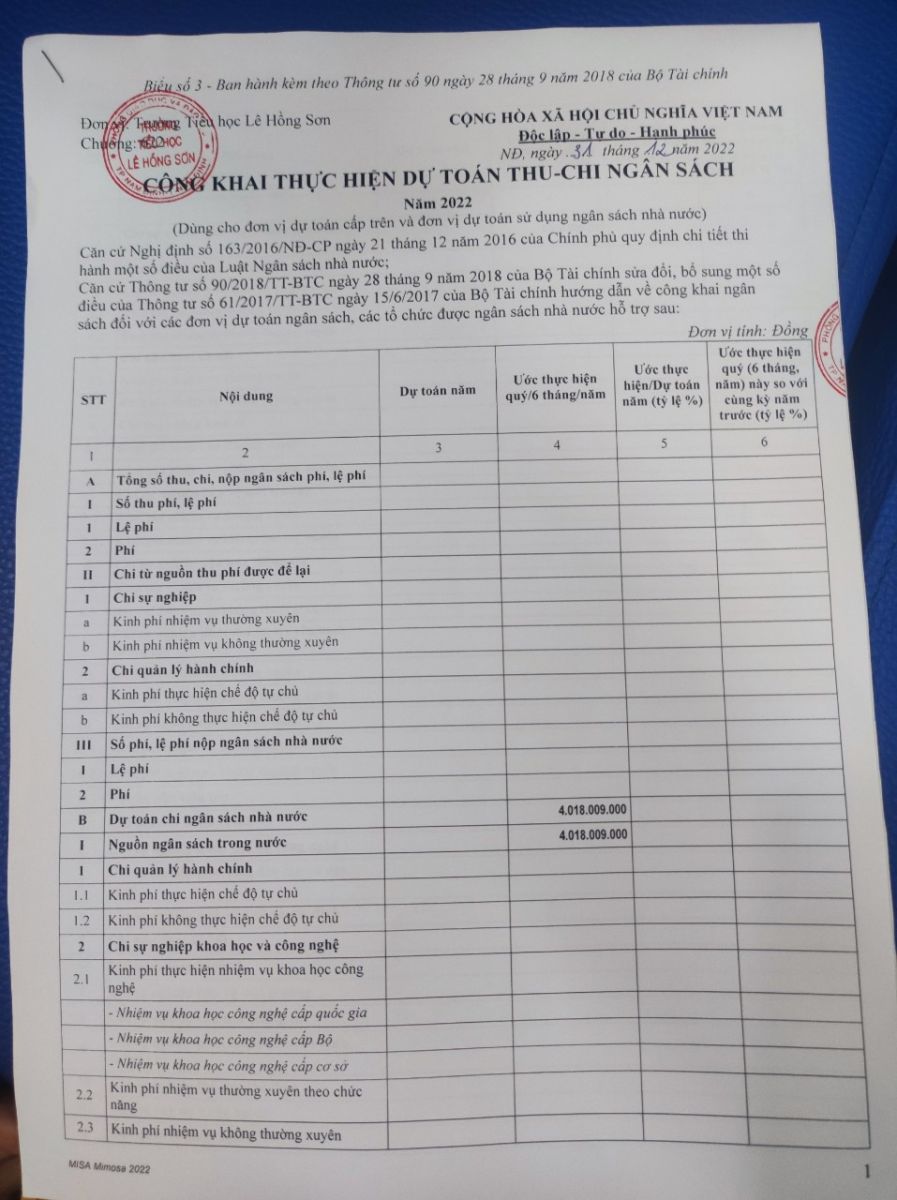 Biểu số 3 - Ban hành kèm theo Thông tư số 90 ngày 28 tháng 9 năm 2018 của Bộ Tài chính
Đơn vị: Trường Tiểu học Lê Hồng Sơn
Chương: 622
CỘNG HÒA XÃ HỘI CHỦ NGHĨA VIỆT NAM
Độc lập - Tự do - Hạnh phúc
NĐ, ngày 31 tháng 12 năm 2022
TRƯỜNG
TIỂU HỌC
LÊ HỒNG SƠN
CÔNG KHAI THỰC HIỆN DỰ TOÁN THU-CHI NGÂN SÁCH
Năm 2022
(Dùng cho đơn vị dự toán cấp trên và đơn vị dự toán sử dụng ngân sách nhà nước)
Căn cứ Nghị định số 163/2016/NĐ-CP ngày 21 tháng 12 năm 2016 của Chính phủ quy định chi tiết thi
hành một số điều của Luật Ngân sách nhà nước;
Căn cứ Thông tư số 90/2018/TT-BTC ngày 28 tháng 9 năm 2018 của Bộ Tài chính sửa đổi, bổ sung một số
điều của Thông tư số 61/2017/TT-BTC ngày 15/6/2017 của Bộ Tài chính hướng dẫn về công khai ngân
sách đối với các đơn vị dự toán ngân sách, các tổ chức được ngân sách nhà nước hỗ trợ sau:
Đơn vị tính: Đồng
STT Nội dung Dự toán năm Ước thực hiện quý/6 tháng/năm Ước thực hiện/Dự toán năm (tỷ lệ %) Ước thực hiện quý (6 tháng, năm) này so với cùng kỳ năm trước (tỷ lệ %)
1 2 3 4 5 6
A Tổng số thu, chi, nộp ngân sách phí, lệ phí
I Số thu phí, lệ phí
1 Lệ phí
2 Phí
II Chi từ nguồn thu phí được để lại
1 Chi sự nghiệp
a Kinh phí nhiệm vụ thường xuyên
b Kinh phí nhiệm vụ không thường xuyên
2 Chi quản lý hành chính
a Kinh phí thực hiện chế độ tự chủ
b Kinh phí không thực hiện chế độ tự chủ
III Số phí, lệ phí nộp ngân sách nhà nước
1 Lệ phí
2 Phí
B Dự toán chi ngân sách nhà nước 4.018.009.000
I Nguồn ngân sách trong nước 4.018.009.000
1 Chi quản lý hành chính
1.1 Kinh phí thực hiện chế độ tự chủ
1.2 Kinh phí không thực hiện chế độ tự chủ
2 Chi sự nghiệp khoa học và công nghệ
2.1 Kinh phí thực hiện nhiệm vụ khoa học công
nghệ
- Nhiệm vụ khoa học công nghệ cấp quốc gia
- Nhiệm vụ khoa học công nghệ cấp Bộ
- Nhiệm vụ khoa học công nghệ cấp cơ sở
2.2 Kinh phí nhiệm vụ thường xuyên theo chức
năng
2.3 Kinh phí nhiệm vụ không thường xuyên
MISA Mimosa 2022
1